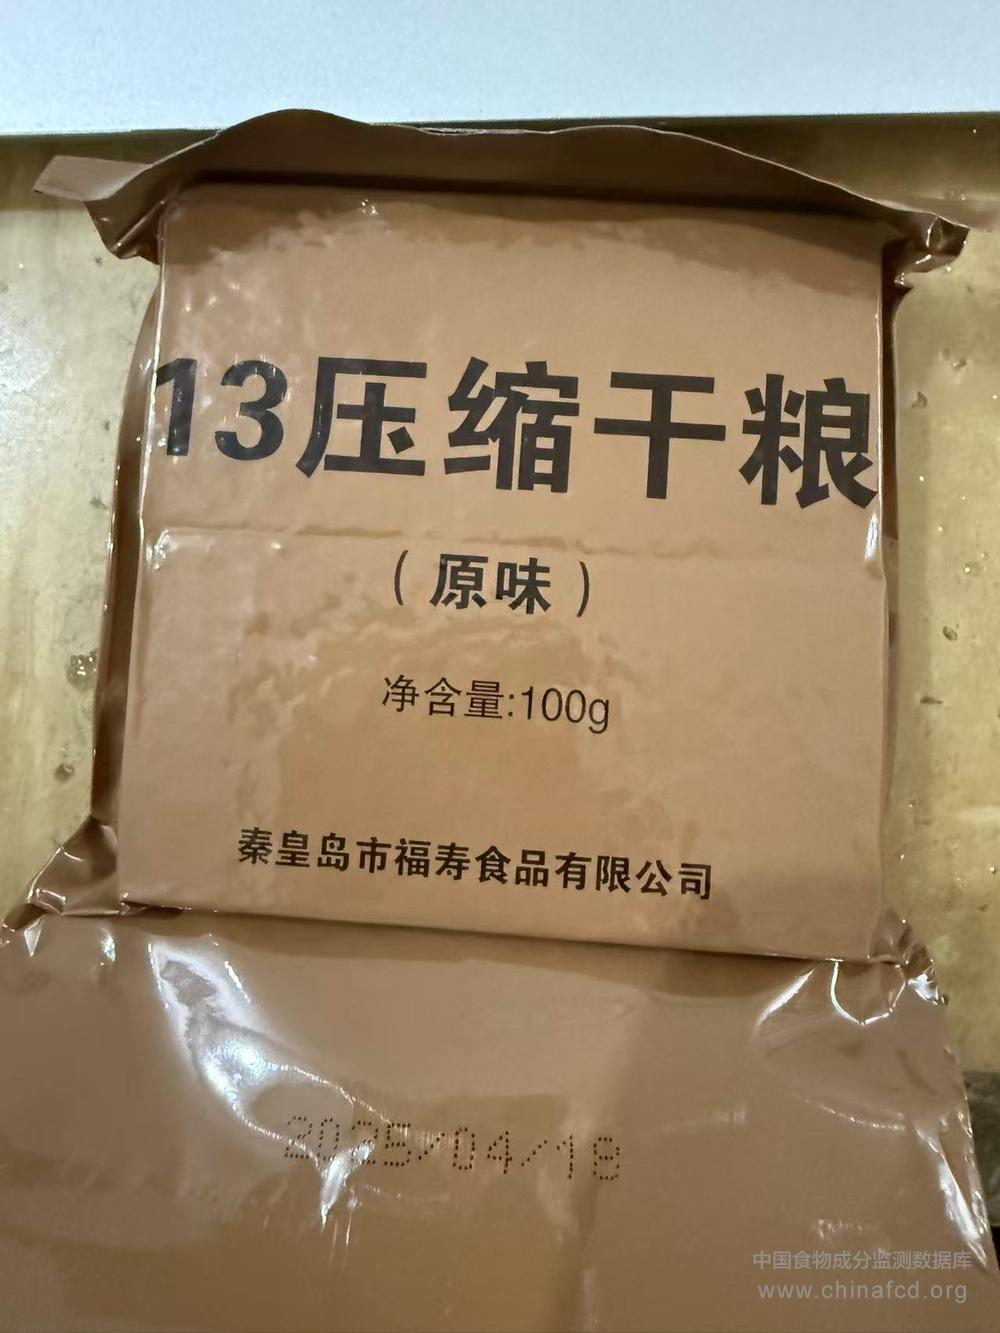 13压缩干粮
(原味)
净含量:100g
秦皇岛市福寿食品有限公司
2025/04/18
中国食物成分监测数据库
www.chinafcd.org